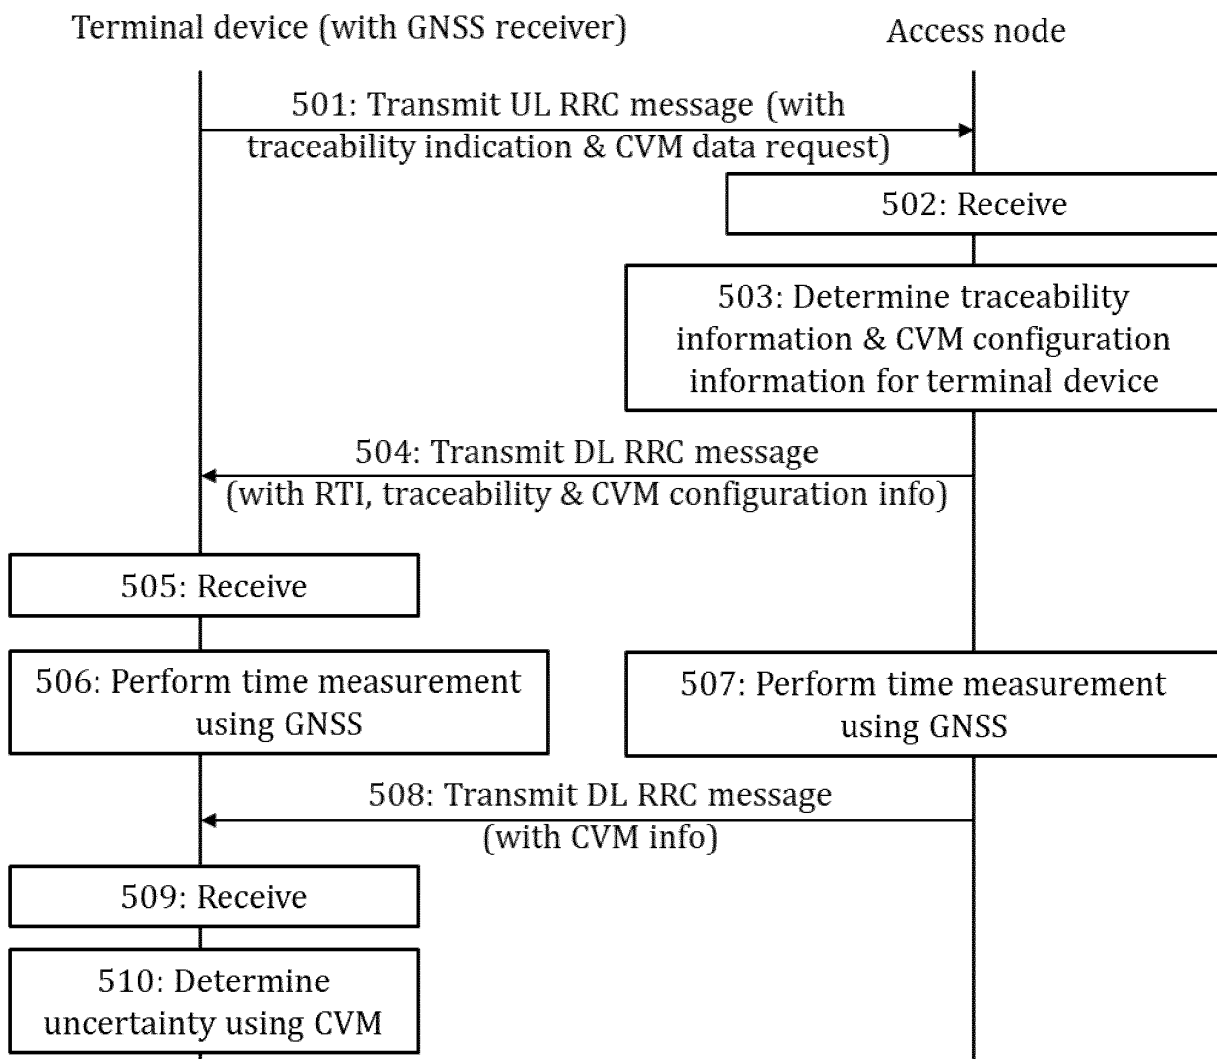 Terminal device (with GNSS receiver)
Access node
501: Transmit UL RRC message (with
traceability indication & CVM data request)
502: Receive
503: Determine traceability
information & CVM configuration
information for terminal device
504: Transmit DL RRC message
(with RTI, traceability & CVM configuration info)
505: Receive
506: Perform time measurement
using GNSS
507: Perform time measurement
using GNSS
508: Transmit DL RRC message
(with CVM info)
509: Receive
510: Determine
uncertainty using CVM